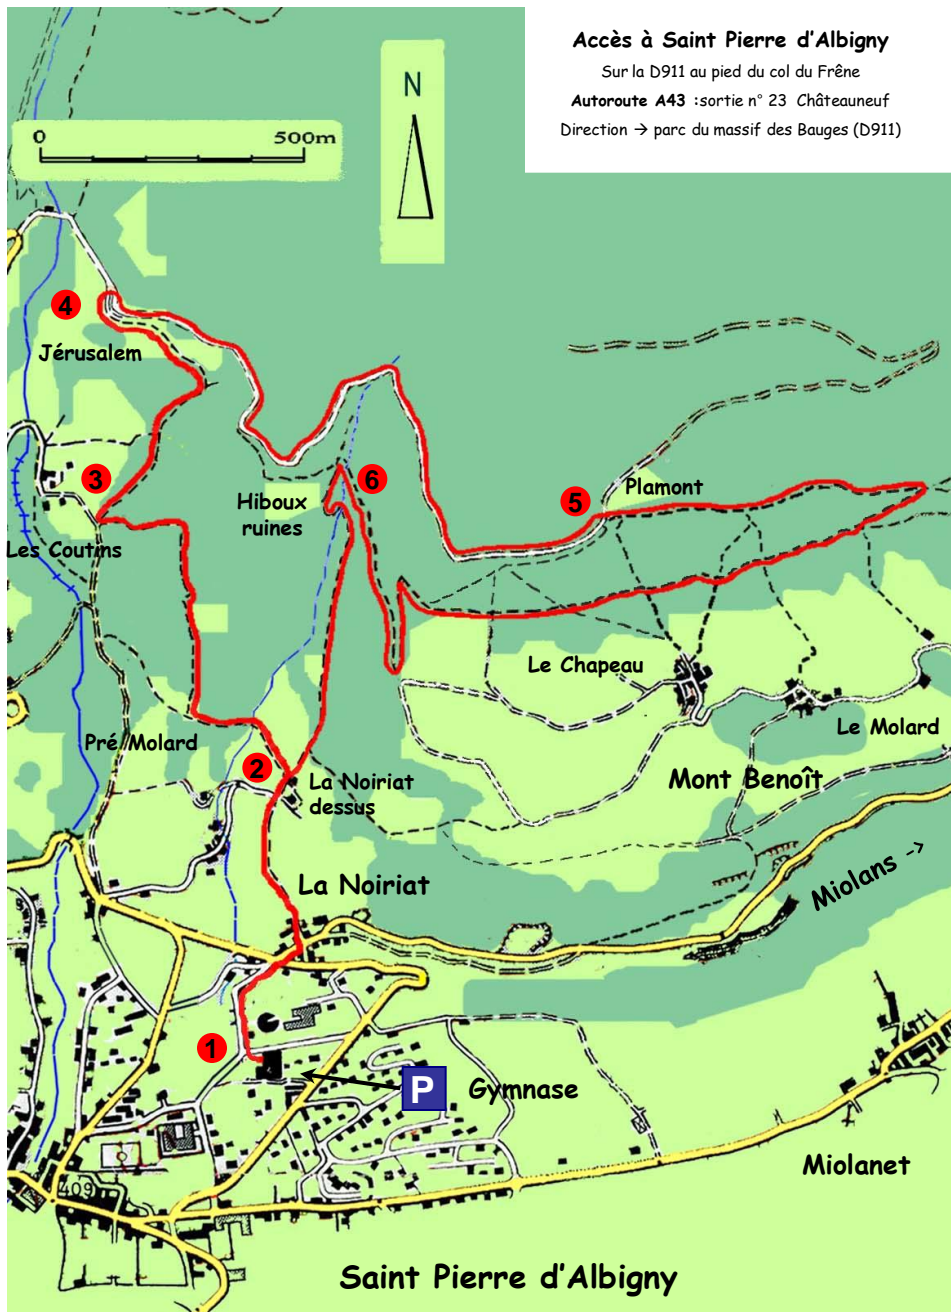 Accès à Saint Pierre d'Albigny
Sur la D911 au pied du col du Frêne
Autoroute A43 :sortie n° 23 Châteauneuf
Direction → parc du massif des Bauges (D911)
N
0 500m
4
Jérusalem
3
6
Hiboux
ruines
5
Plamont
Les Coutins
Le Chapeau
Pré Molard
Le Molard
2
La Noiriat
dessus
Mont Benoît
La Noiriat
Miolans ->
1
P
Gymnase
Miolanet
409
Saint Pierre d'Albigny